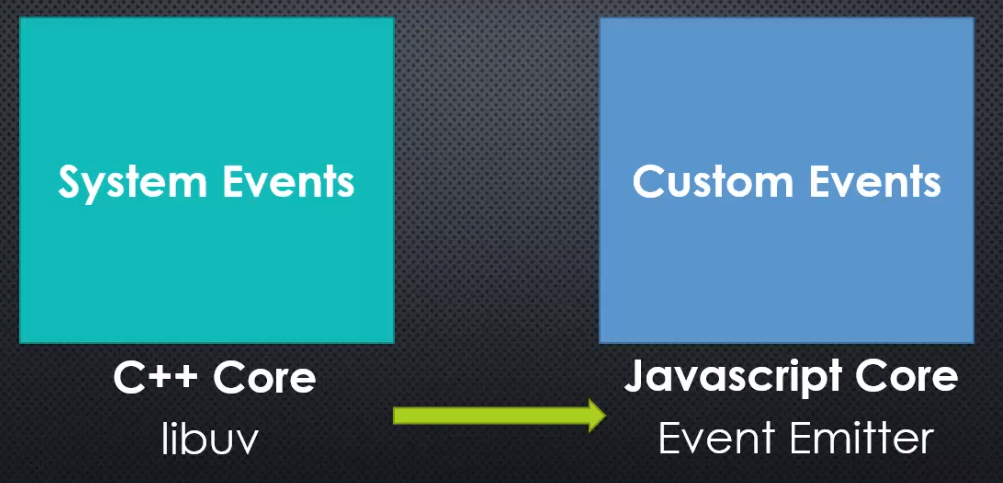 System Events
Custom Events
C++ Core
Javascript Core
libuv
Event Emitter